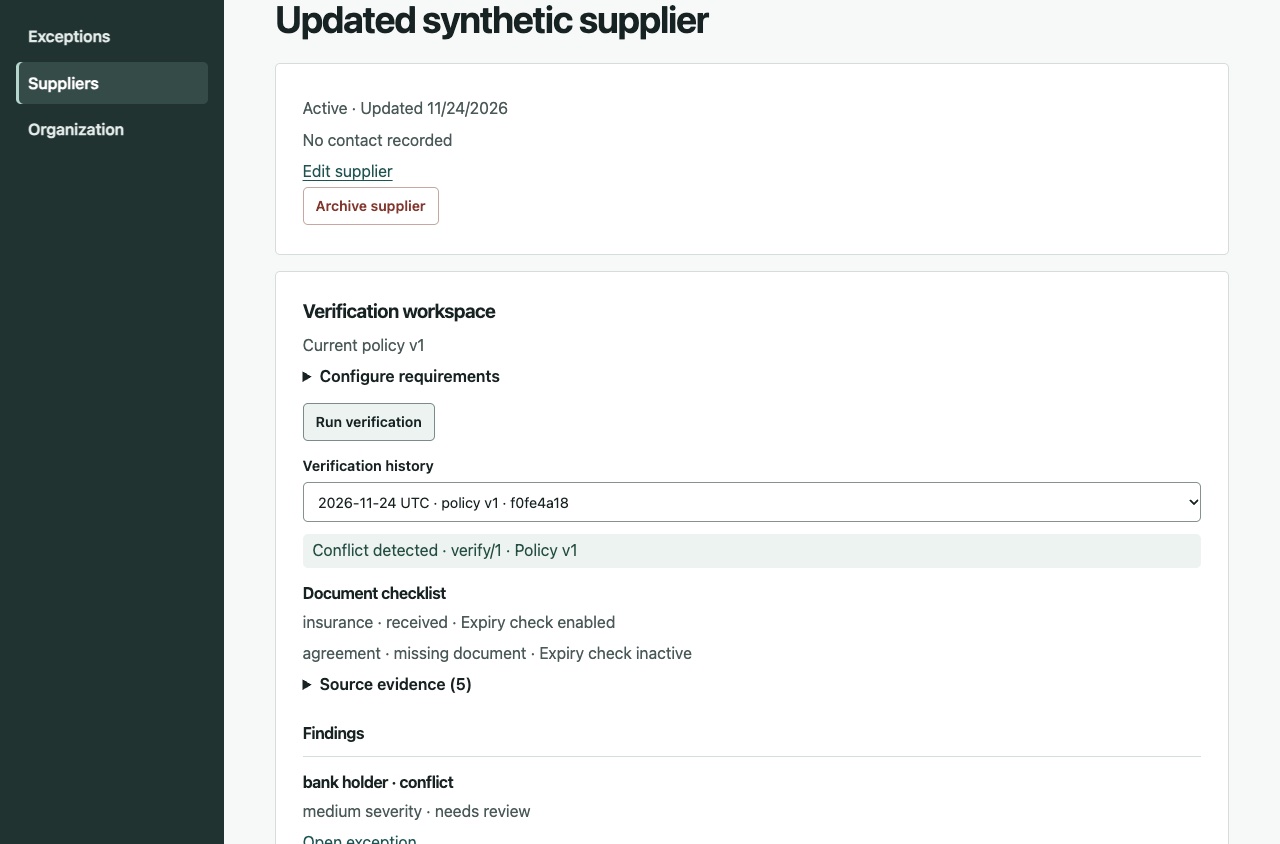 Exceptions
Suppliers
Organization
Updated synthetic supplier
Active · Updated 11/24/2026
No contact recorded
Edit supplier
Archive supplier
Verification workspace
Current policy v1
Configure requirements
Run verification
Verification history
2026-11-24 UTC · policy v1 · f0fe4a18
Conflict detected · verify/1 · Policy v1
Document checklist
insurance · received · Expiry check enabled
agreement · missing document · Expiry check inactive
Source evidence (5)
Findings
bank holder · conflict
medium severity · needs review
Open exception